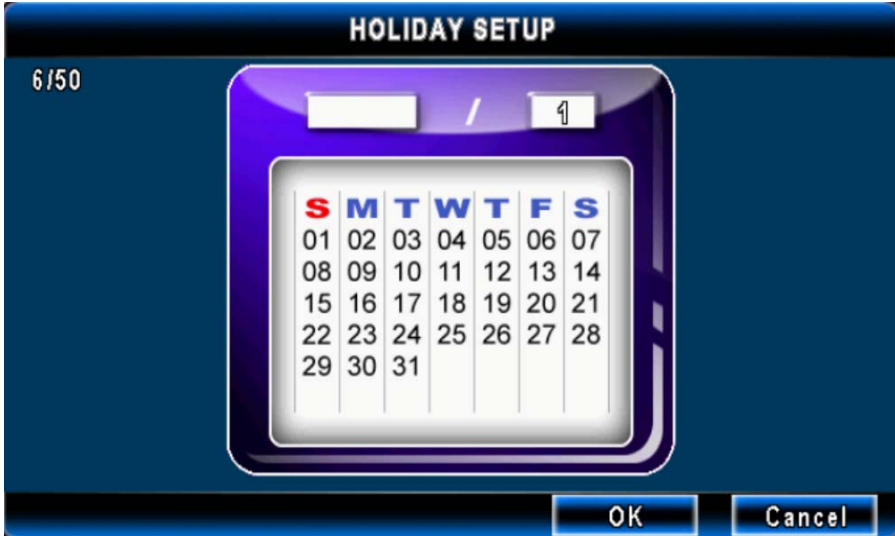 HOLIDAY SETUP
6/50
/ 1
S M T W T F S
01 02 03 04 05 06 07
08 09 10 11 12 13 14
15 16 17 18 19 20 21
22 23 24 25 26 27 28
29 30 31
OK Cancel